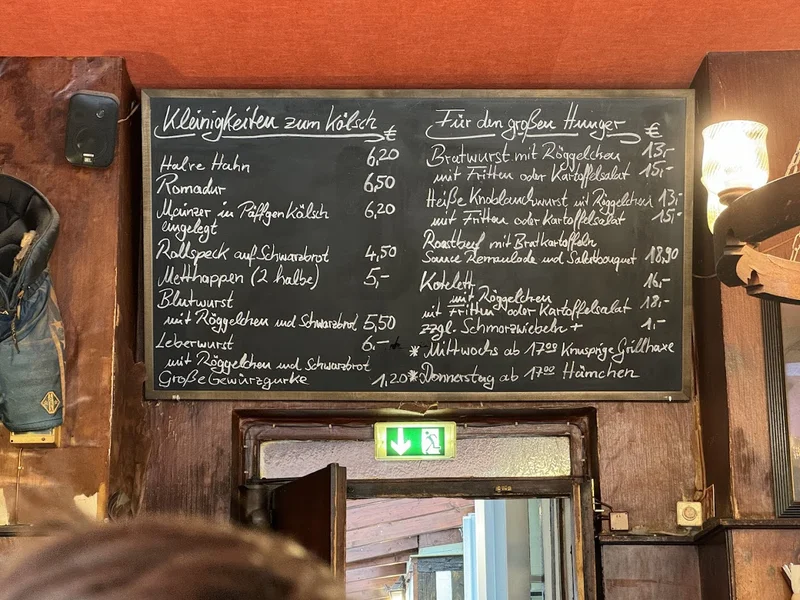 Kleinigkeiten zum Kölsch €
Halve Hahn 6,20
Romadur 6,50
Mainzer in Päffgen Kölsch 6,20
eingelegt
Rollspeck auf Schwarzbrot 4,50
Metthappen (2 halbe) 5,-
Blutwurst
mit Röggelchen und Schwarzbrot 5,50
Leberwurst 6,-
mit Röggelchen und Schwarzbrot
Große Gewürzgurke 1,20
Für den großen Hunger €
Bratwurst mit Röggelchen 13,-
mit Fritten oder Kartoffelsalat 15,-
Heiße Knoblauchwurst mit Röggelchen 13,-
mit Fritten oder Kartoffelsalat 15,-
Roastbeef mit Bratkartoffeln
Sauce Remoulade und Salatbouquet 18,90
Kotelett 16,-
mit Röggelchen
mit Fritten oder Kartoffelsalat 18,-
zzgl. Schmorzwiebeln + 1,-
* Mittwochs ab 17⁰⁰ Knusprige Grillhaxe
* Donnerstag ab 17⁰⁰ Hämchen